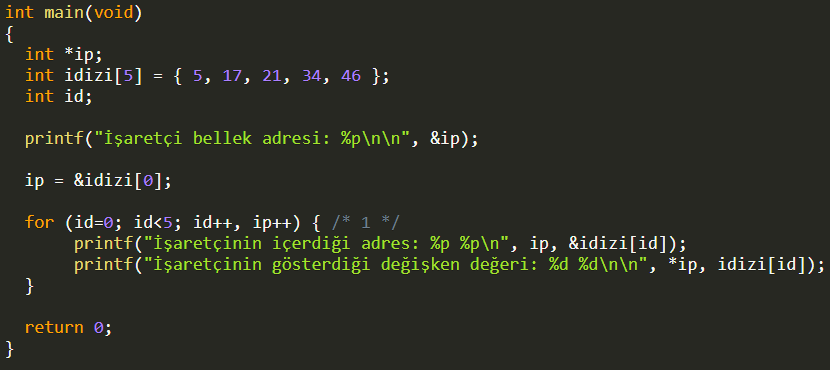 int main(void)
{
int *ip;
int idizi[5] = { 5, 17, 21, 34, 46 };
int id;
printf("İşaretçi bellek adresi: %p\n\n", &ip);
ip = &idizi[0];
for (id=0; id<5; id++, ip++) { /* 1 */
printf("İşaretçinin içerdiği adres: %p %p\n", ip, &idizi[id]);
printf("İşaretçinin gösterdiği değişken değeri: %d %d\n\n", *ip, idizi[id]);
}
return 0;
}